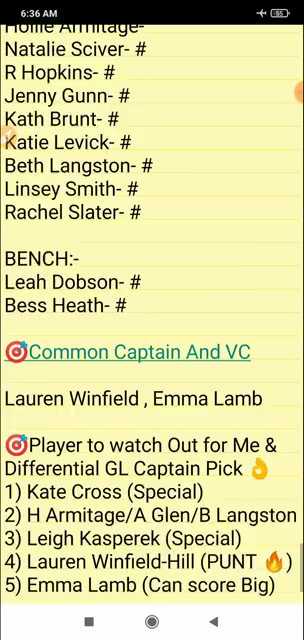 6:36 AM
55
Hollie Armitage-
Natalie Sciver- #
R Hopkins- #
Jenny Gunn- #
Kath Brunt- #
Katie Levick- #
Beth Langston- #
Linsey Smith- #
Rachel Slater- #
BENCH:-
Leah Dobson- #
Bess Heath- #
🎯Common Captain And VC
Lauren Winfield , Emma Lamb
🎯Player to watch Out for Me &
Differential GL Captain Pick 👌
1) Kate Cross (Special)
2) H Armitage/A Glen/B Langston
3) Leigh Kasperek (Special)
4) Lauren Winfield-Hill (PUNT 🔥)
5) Emma Lamb (Can score Big)